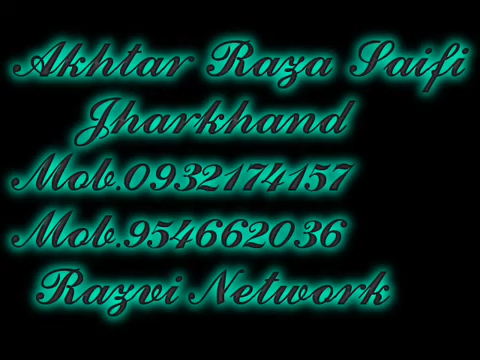 Akhtar Raza Saifi
Jharkhand
Mob.0932174157
Mob.954662036
Razvi Network